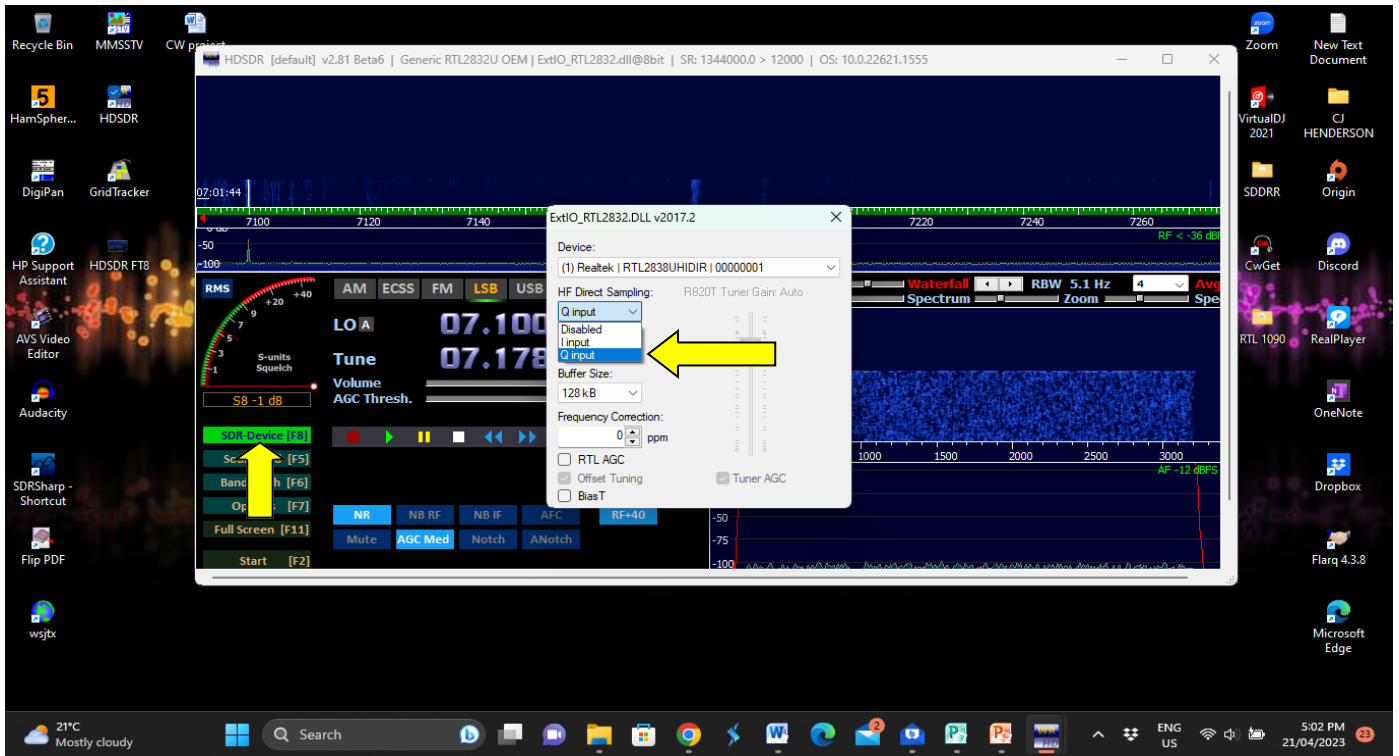 Recycle Bin
MMSSTV
CW project
HamSpher...
HDSDR
DigiPan
GridTracker
HP Support
Assistant
HDSDR FT8
AVS Video
Editor
Audacity
SDRSharp -
Shortcut
Flip PDF
wsjtx
HDSDR [default] v2.81 Beta6 | Generic RTL2832U OEM | ExtIO_RTL2832.dll@8bit | SR: 1344000.0 > 12000 | OS: 10.0.22621.1555
07:01:44
7100 7120 7140 7220 7240 7260
-50
-100
RF < -36 dBF
RMS
+20 +40
1 3 5 7 9
S-units
Squelch
S8 -1 dB
AM ECSS FM LSB USB
LO A 07.100
Tune 07.178
Volume
AGC Thresh.
SDR-Device [F8]
[F5]
[F6]
[F7]
Full Screen [F11]
Start [F2]
NR NB RF NB IF AFC RF+40
Mute AGC Med Notch ANotch
ExtIO_RTL2832.DLL v2017.2
Device:
(1) Realtek | RTL2838UHIDIR | 00000001
HF Direct Sampling:
R820T Tuner Gain: Auto
Q input
Disabled
I input
Q input
Buffer Size:
128 kB
Frequency Correction:
0 ppm
RTL AGC
Offset Tuning
Tuner AGC
BiasT
Waterfall RBW 5.1 Hz 4 Avg
Spectrum Zoom Spe
1000 1500 2000 2500 3000
AF -12 dBFS
-50
-75
-100
Zoom
New Text
Document
VirtualDJ
2021
CJ
HENDERSON
SDDRR
Origin
CwGet
Discord
RTL 1090
RealPlayer
OneNote
Dropbox
Flarq 4.3.8
Microsoft
Edge
21°C
Mostly cloudy
Search
2
ENG
US
5:02 PM
21/04/2023
23